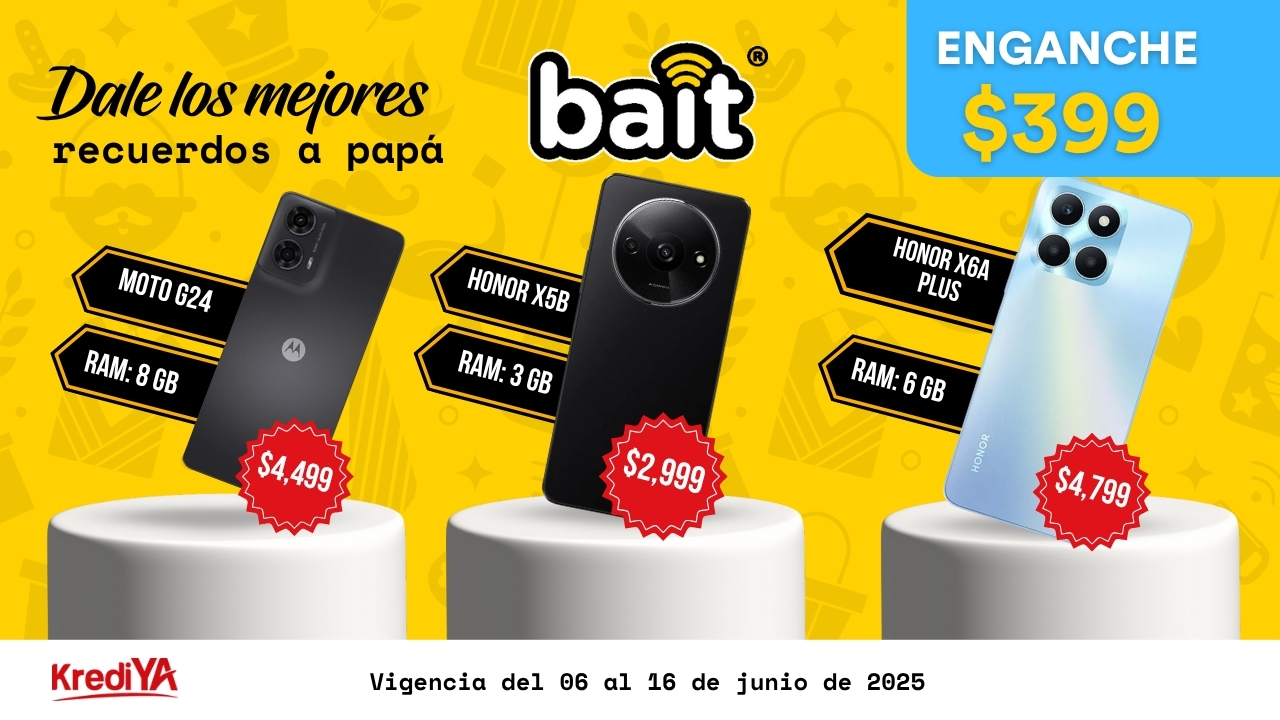 Dale los mejores
recuerdos a papá
bait®
ENGANCHE
$399
MOTO G24
RAM: 8 GB
$4,499
HONOR X5B
RAM: 3 GB
$2,999
HONOR X6A
PLUS
RAM: 6 GB
HONOR
$4,799
KrediYA
Vigencia del 06 al 16 de junio de 2025